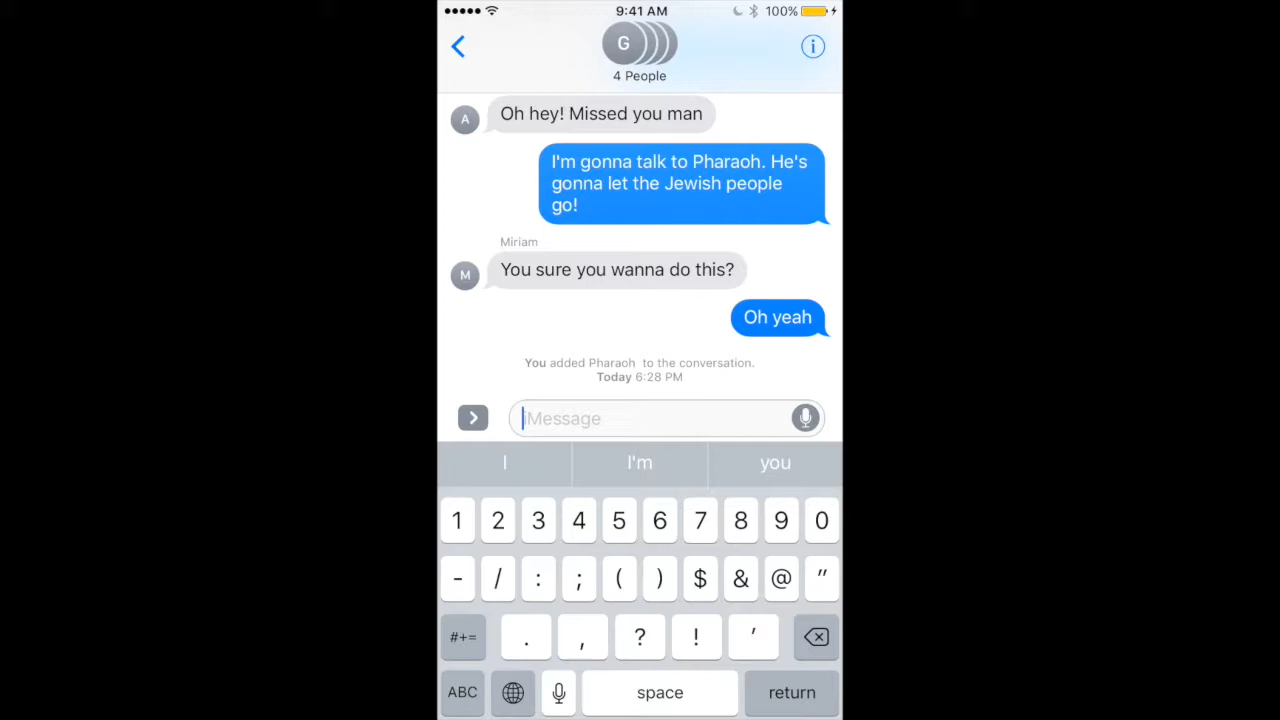 9:41 AM
100%
G
4 People
A
Oh hey! Missed you man
I'm gonna talk to Pharaoh. He's
gonna let the Jewish people
go!
Miriam
M
You sure you wanna do this?
Oh yeah
You added Pharaoh to the conversation.
Today 6:28 PM
iMessage
I
I'm
you
1 2 3 4 5 6 7 8 9 0
- / : ; ( ) $ & @ "
#+= . , ? ! '
ABC space return